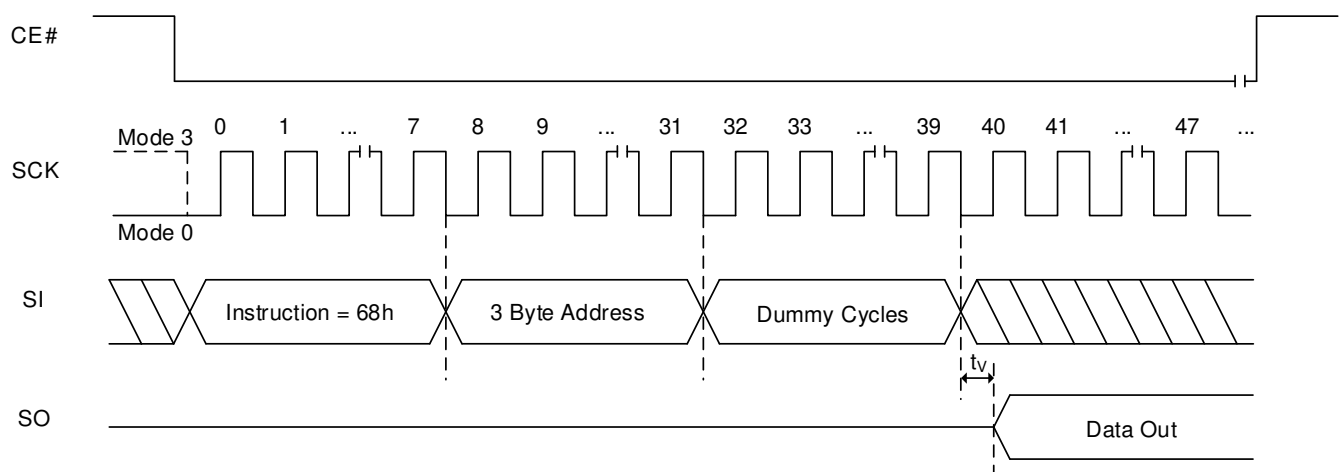 CE#
Mode 3
0 1 ... 7 8 9 ... 31 32 33 ... 39 40 41 ... 47 ...
SCK
Mode 0
SI
Instruction = 68h
3 Byte Address
Dummy Cycles
tV
SO
Data Out